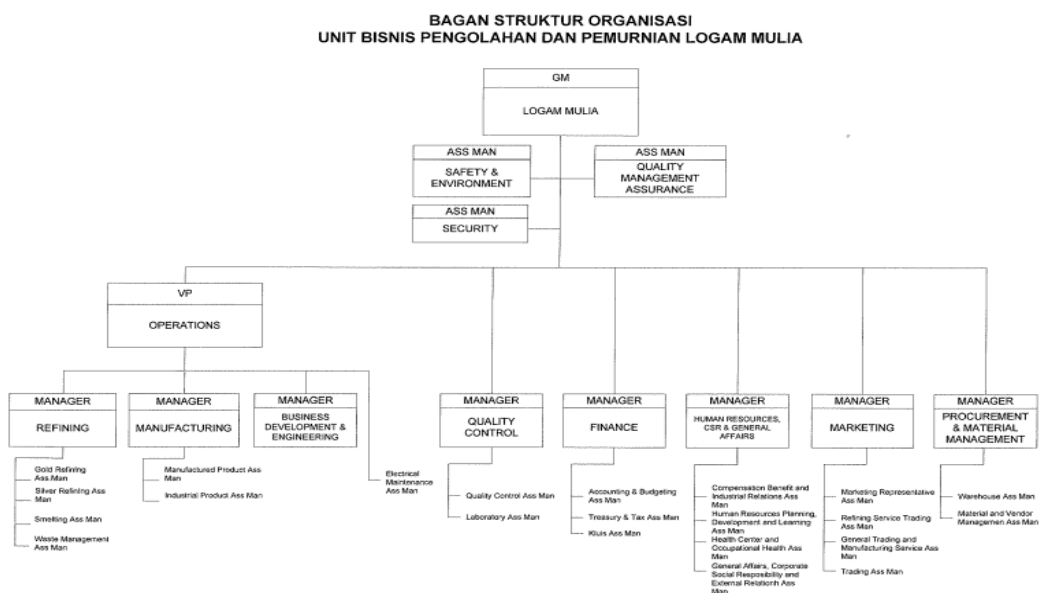 BAGAN STRUKTUR ORGANISASI
UNIT BISNIS PENGOLAHAN DAN PEMURNIAN LOGAM MULIA
GM
LOGAM MULIA
ASS MAN
SAFETY &
ENVIRONMENT
ASS MAN
QUALITY
MANAGEMENT
ASSURANCE
ASS MAN
SECURITY
VP
OPERATIONS
MANAGER
REFINING
Gold Refining
Ass.Man
Silver Refining Ass
Man
Smelting Ass Man
Waste Management
Ass Man
MANAGER
MANUFACTURING
Manufactured Product Ass
Man
Industrial Product Ass Man
MANAGER
BUSINESS
DEVELOPMENT &
ENGINEERING
Electrical
Maintenance
Ass Man
MANAGER
QUALITY
CONTROL
Quality Control Ass Man
Laboratory Ass Man
MANAGER
FINANCE
Accounting & Budgeting
Ass Man
Treasury & Tax Ass Man
Kluis Ass Man
MANAGER
HUMAN RESOURCES,
CSR & GENERAL
AFFAIRS
Compensation Benefit and
Industrial Relations Ass
Man
Human Resources Planning,
Development and Learning
Ass Man
Health Center and
Occupational Health Ass
Man
General Affairs, Corporate
Social Resposibility and
External Relationh Ass
Man
MANAGER
MARKETING
Marketing Representative
Ass Man
Refining Service Trading
Ass Man
General Trading and
Manufacturing Service Ass
Man
Trading Ass Man
MANAGER
PROCUREMENT
& MATERIAL
MANAGEMENT
Warehouse Ass Man
Material and Vendor
Managemen Ass Man